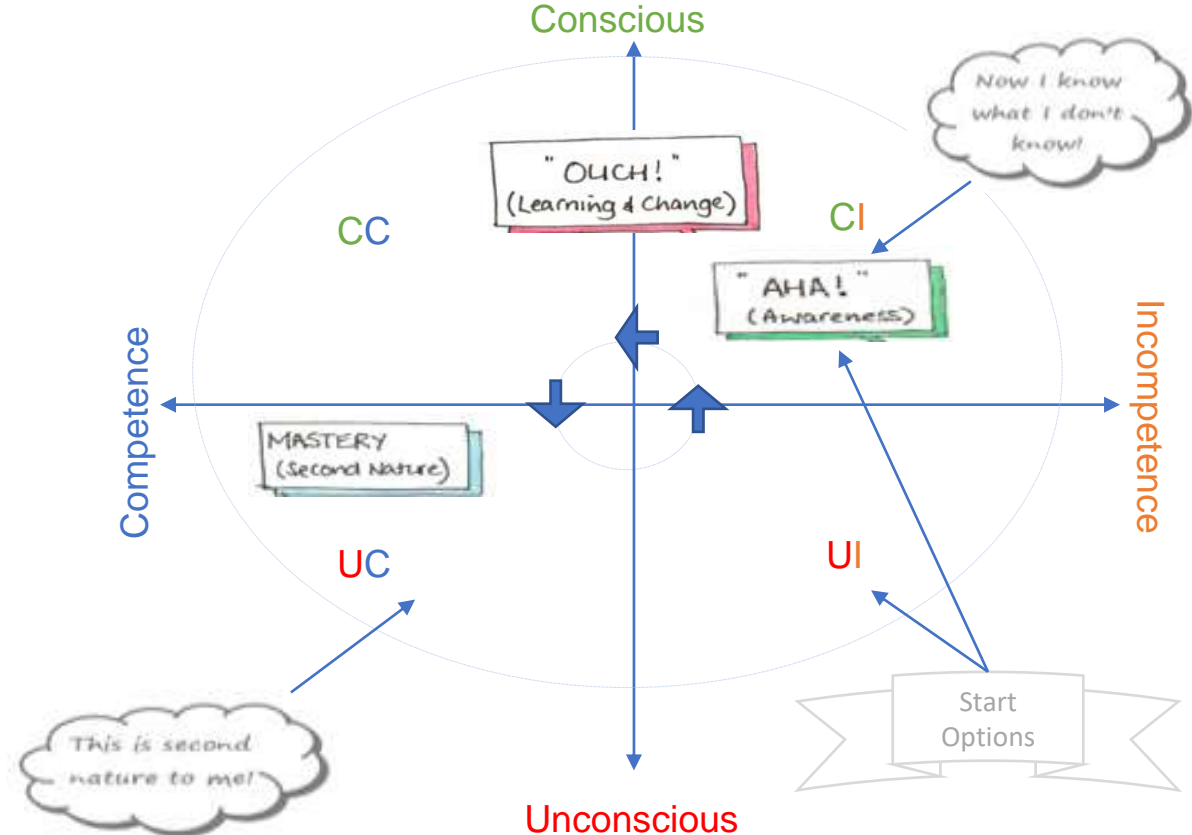 Conscious
Now I know
what I don't
know!
" OUCH! "
(Learning & Change)
CC
CI
" AHA! "
(Awareness)
Competence
Incompetence
MASTERY
(Second Nature)
UC
UI
Start
Options
This is second
nature to me!
Unconscious